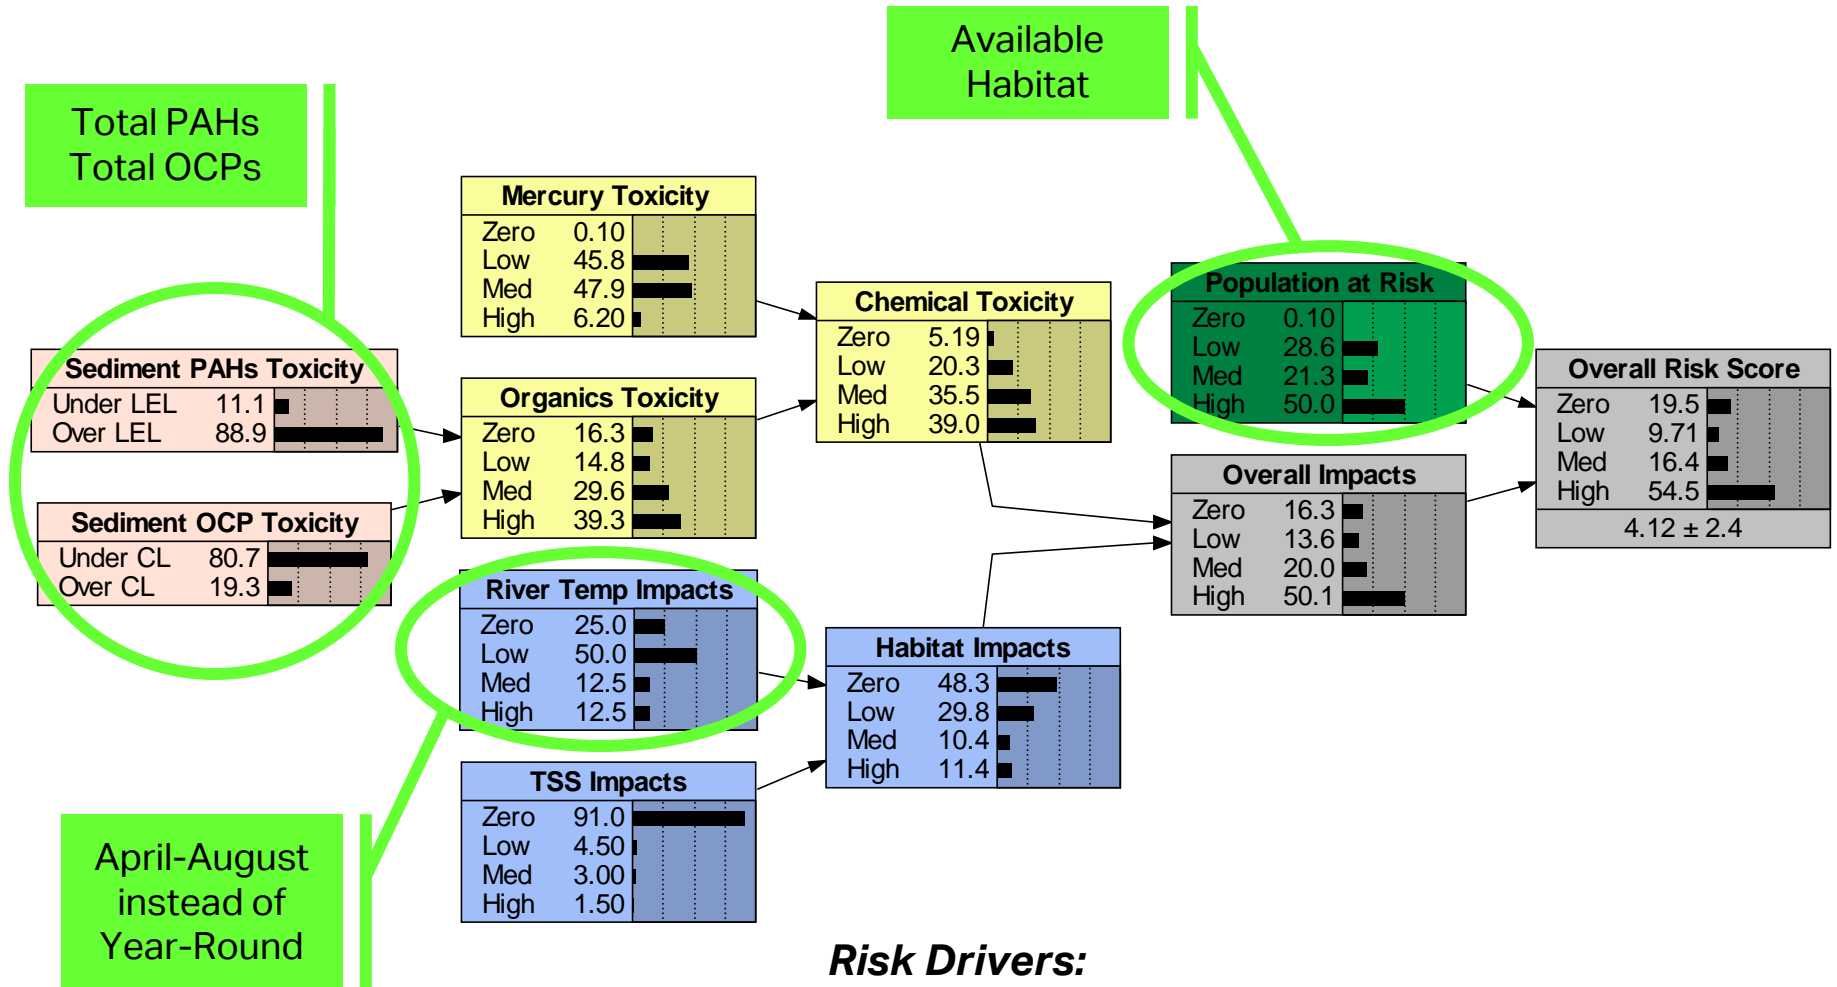 Available
Habitat
Total PAHs
Total OCPs
Mercury Toxicity
Zero 0.10
Low 45.8
Med 47.9
High 6.20
Sediment PAHs Toxicity
Under LEL 11.1
Over LEL 88.9
Organics Toxicity
Zero 16.3
Low 14.8
Med 29.6
High 39.3
Sediment OCP Toxicity
Under CL 80.7
Over CL 19.3
Chemical Toxicity
Zero 5.19
Low 20.3
Med 35.5
High 39.0
Population at Risk
Zero 0.10
Low 28.6
Med 21.3
High 50.0
Overall Risk Score
Zero 19.5
Low 9.71
Med 16.4
High 54.5
4.12 ± 2.4
Overall Impacts
Zero 16.3
Low 13.6
Med 20.0
High 50.1
River Temp Impacts
Zero 25.0
Low 50.0
Med 12.5
High 12.5
Habitat Impacts
Zero 48.3
Low 29.8
Med 10.4
High 11.4
TSS Impacts
Zero 91.0
Low 4.50
Med 3.00
High 1.50
April-August
instead of
Year-Round
Risk Drivers: